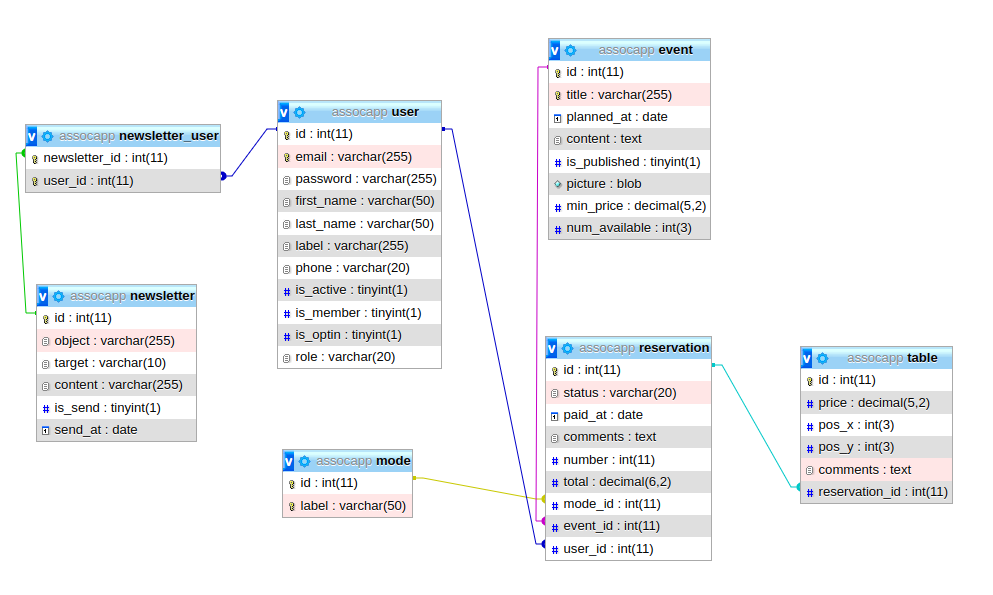 v assocapp newsletter_user
newsletter_id : int(11)
user_id : int(11)
v assocapp newsletter
id : int(11)
object : varchar(255)
target : varchar(10)
content : varchar(255)
is_send : tinyint(1)
send_at : date
v assocapp user
id : int(11)
email : varchar(255)
password : varchar(255)
first_name : varchar(50)
last_name : varchar(50)
label : varchar(255)
phone : varchar(20)
is_active : tinyint(1)
is_member : tinyint(1)
is_optin : tinyint(1)
role : varchar(20)
v assocapp mode
id : int(11)
label : varchar(50)
v assocapp event
id : int(11)
title : varchar(255)
planned_at : date
content : text
is_published : tinyint(1)
picture : blob
min_price : decimal(5,2)
num_available : int(3)
v assocapp reservation
id : int(11)
status : varchar(20)
paid_at : date
comments : text
number : int(11)
total : decimal(6,2)
mode_id : int(11)
event_id : int(11)
user_id : int(11)
v assocapp table
id : int(11)
price : decimal(5,2)
pos_x : int(3)
pos_y : int(3)
comments : text
reservation_id : int(11)